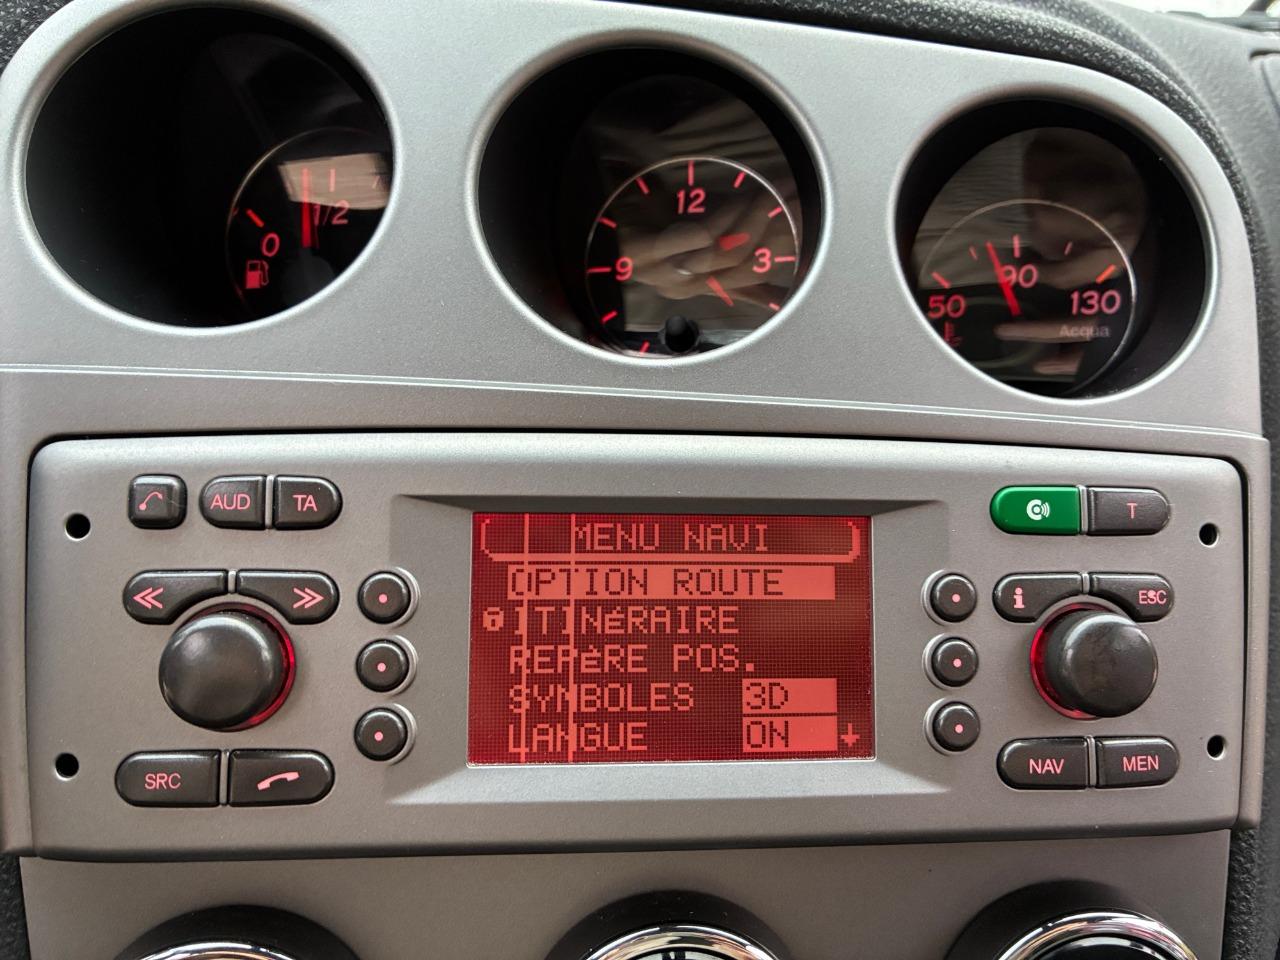 0
1/2
12
9
3
50
90
130
Acqua
AUD
TA
T
MENU NAVI
OPTION ROUTE
ITINéRAIRE
REPèRE POS.
SYMBOLES 3D
LANGUE ON
i
ESC
SRC
NAV
MEN